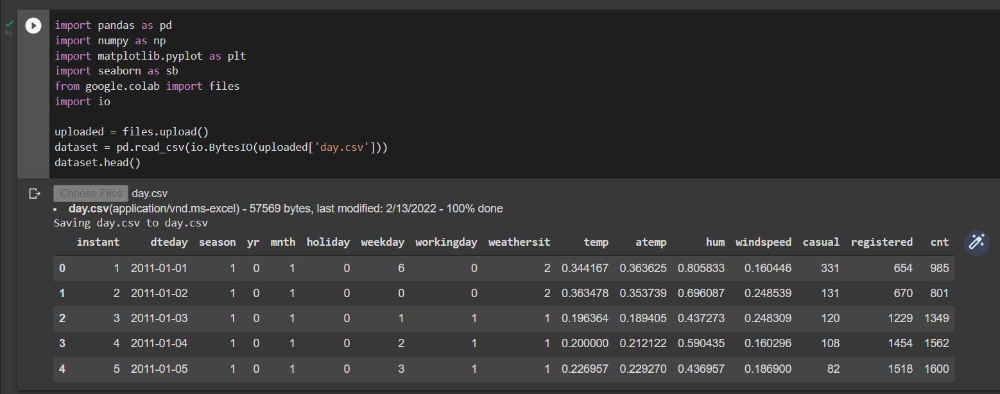 import pandas as pd
import numpy as np
import matplotlib.pyplot as plt
import seaborn as sb
from google.colab import files
import io
uploaded = files.upload()
dataset = pd.read_csv(io.BytesIO(uploaded['day.csv']))
dataset.head()
9s
Choose Files day.csv
• day.csv(application/vnd.ms-excel) - 57569 bytes, last modified: 2/13/2022 - 100% done
Saving day.csv to day.csv
instant dteday season yr mnth holiday weekday workingday weathersit temp atemp hum windspeed casual registered cnt
0 1 2011-01-01 1 0 1 0 6 0 2 0.344167 0.363625 0.805833 0.160446 331 654 985
1 2 2011-01-02 1 0 1 0 0 0 2 0.363478 0.353739 0.696087 0.248539 131 670 801
2 3 2011-01-03 1 0 1 0 1 1 1 0.196364 0.189405 0.437273 0.248309 120 1229 1349
3 4 2011-01-04 1 0 1 0 2 1 1 0.200000 0.212122 0.590435 0.160296 108 1454 1562
4 5 2011-01-05 1 0 1 0 3 1 1 0.226957 0.229270 0.436957 0.186900 82 1518 1600